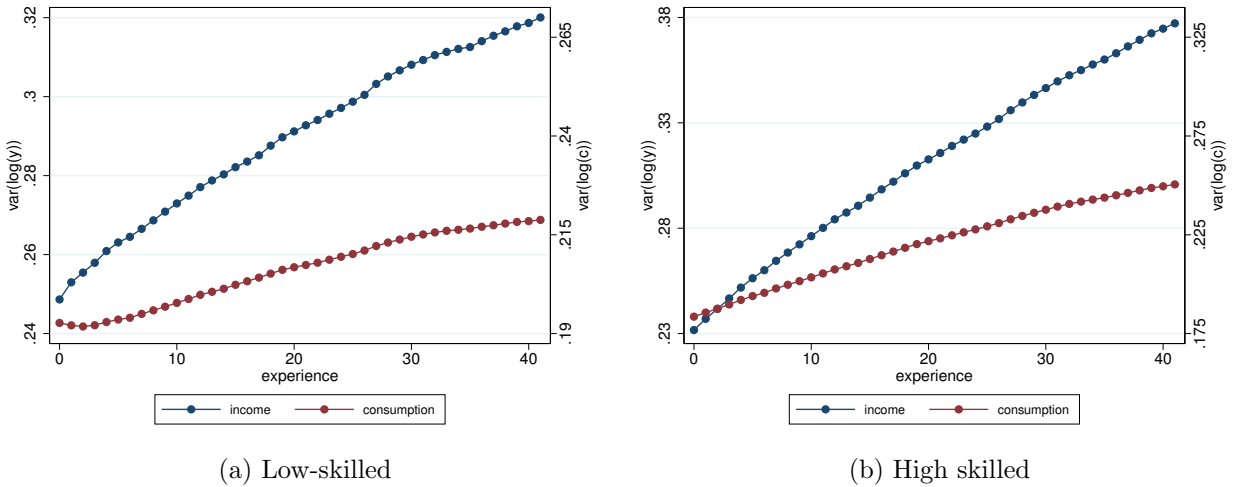 .32
.3
.28
.26
.24
var(log(y))
.265
.24
.215
.19
var(log(c))
0
10
20
30
40
experience
income
consumption
(a) Low-skilled
.38
.33
.28
.23
var(log(y))
.325
.275
.225
.175
var(log(c))
0
10
20
30
40
experience
income
consumption
(b) High skilled